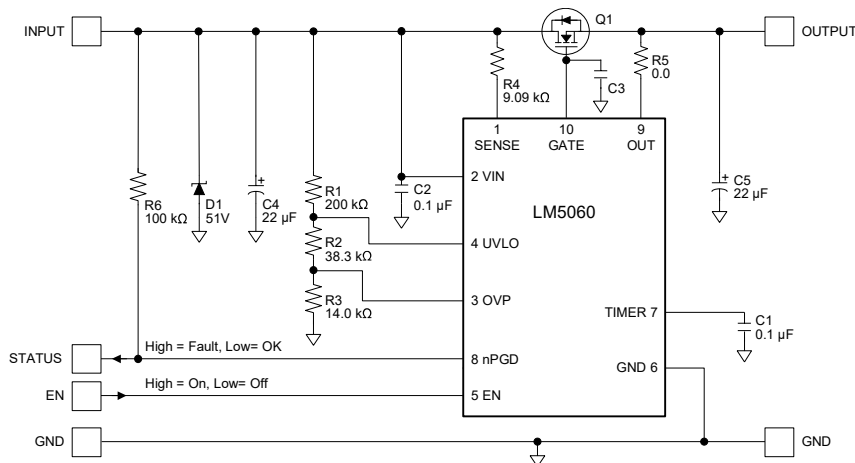 INPUT
OUTPUT
Q1
R4
9.09 kΩ
R5
0.0
C3
1
SENSE
10
GATE
9
OUT
R6
100 kΩ
D1
51V
C4
22 µF
+
R1
200 kΩ
C2
0.1 µF
2 VIN
LM5060
+
C5
22 µF
R2
38.3 kΩ
4 UVLO
R3
14.0 kΩ
3 OVP
TIMER 7
C1
0.1 µF
STATUS
High = Fault, Low= OK
8 nPGD
GND 6
EN
High = On, Low= Off
5 EN
GND
GND